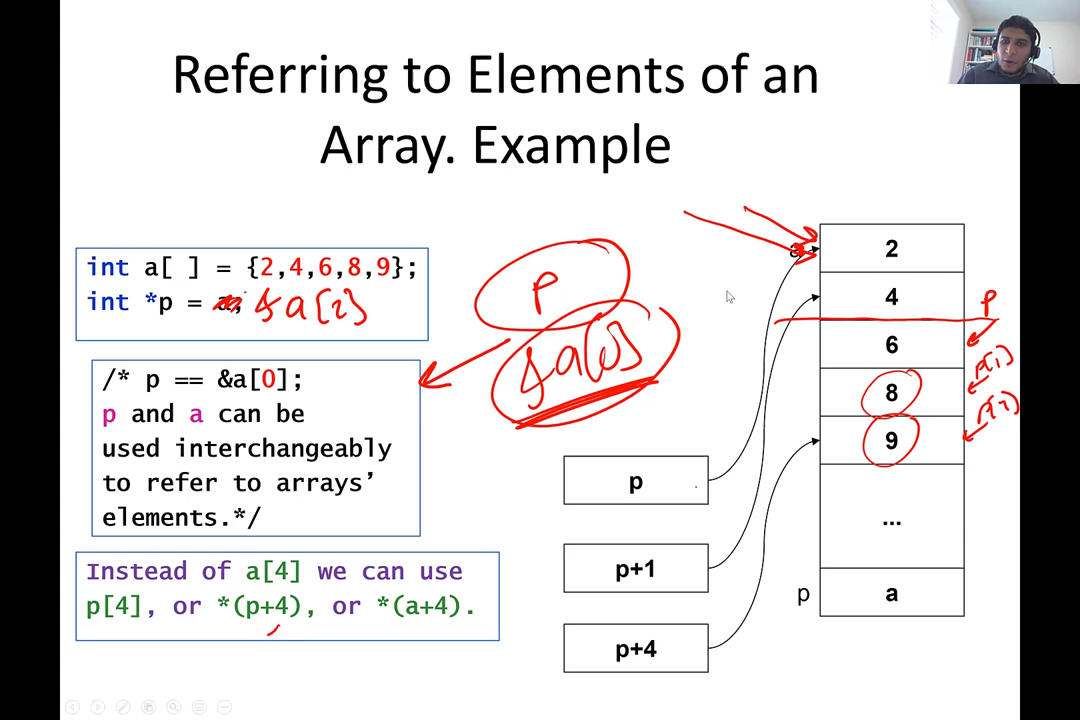 Referring to Elements of an
Array. Example
int a[ ] = {2,4,6,8,9};
int *p = a; &a[2]
/* p == &a[0];
p and a can be
used interchangeably
to refer to arrays’
elements.*/
Instead of a[4] we can use
p[4], or *(p+4), or *(a+4).
p
&a[0]
p
p+1
p+4
a
2
4
p
6
p[1]
8
p[2]
9
...
p
a